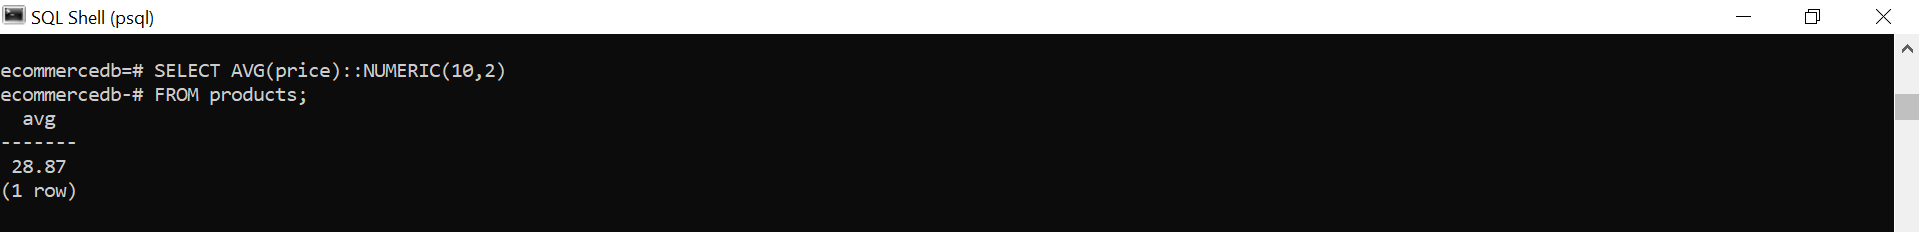 SQL Shell (psql)
ecommercedb=# SELECT AVG(price)::NUMERIC(10,2)
ecommercedb-# FROM products;
  avg
-------
 28.87
(1 row)